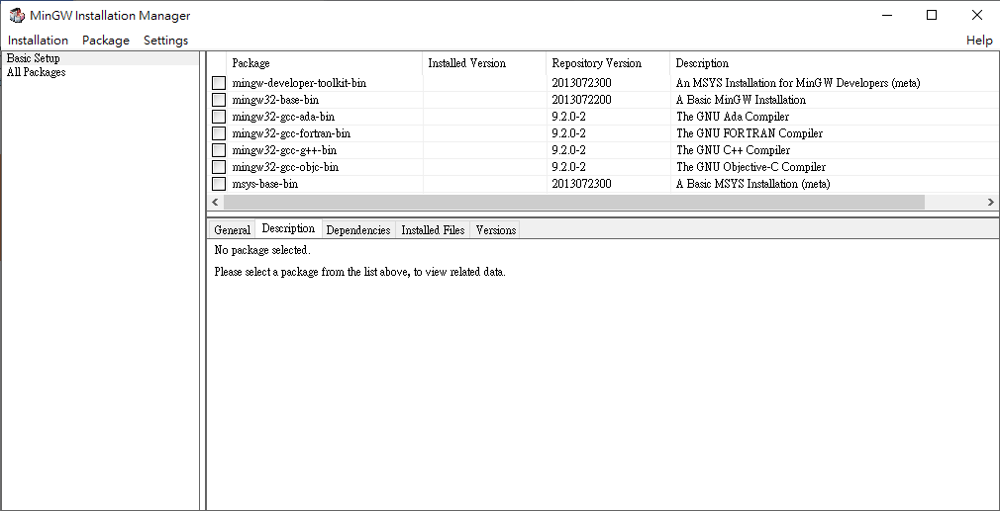 MinGW Installation Manager
Installation Package Settings Help
Basic Setup
All Packages
Package Installed Version Repository Version Description
mingw-developer-toolkit-bin 2013072300 An MSYS Installation for MinGW Developers (meta)
mingw32-base-bin 2013072200 A Basic MinGW Installation
mingw32-gcc-ada-bin 9.2.0-2 The GNU Ada Compiler
mingw32-gcc-fortran-bin 9.2.0-2 The GNU FORTRAN Compiler
mingw32-gcc-g++-bin 9.2.0-2 The GNU C++ Compiler
mingw32-gcc-objc-bin 9.2.0-2 The GNU Objective-C Compiler
msys-base-bin 2013072300 A Basic MSYS Installation (meta)
General Description Dependencies Installed Files Versions
No package selected.
Please select a package from the list above, to view related data.